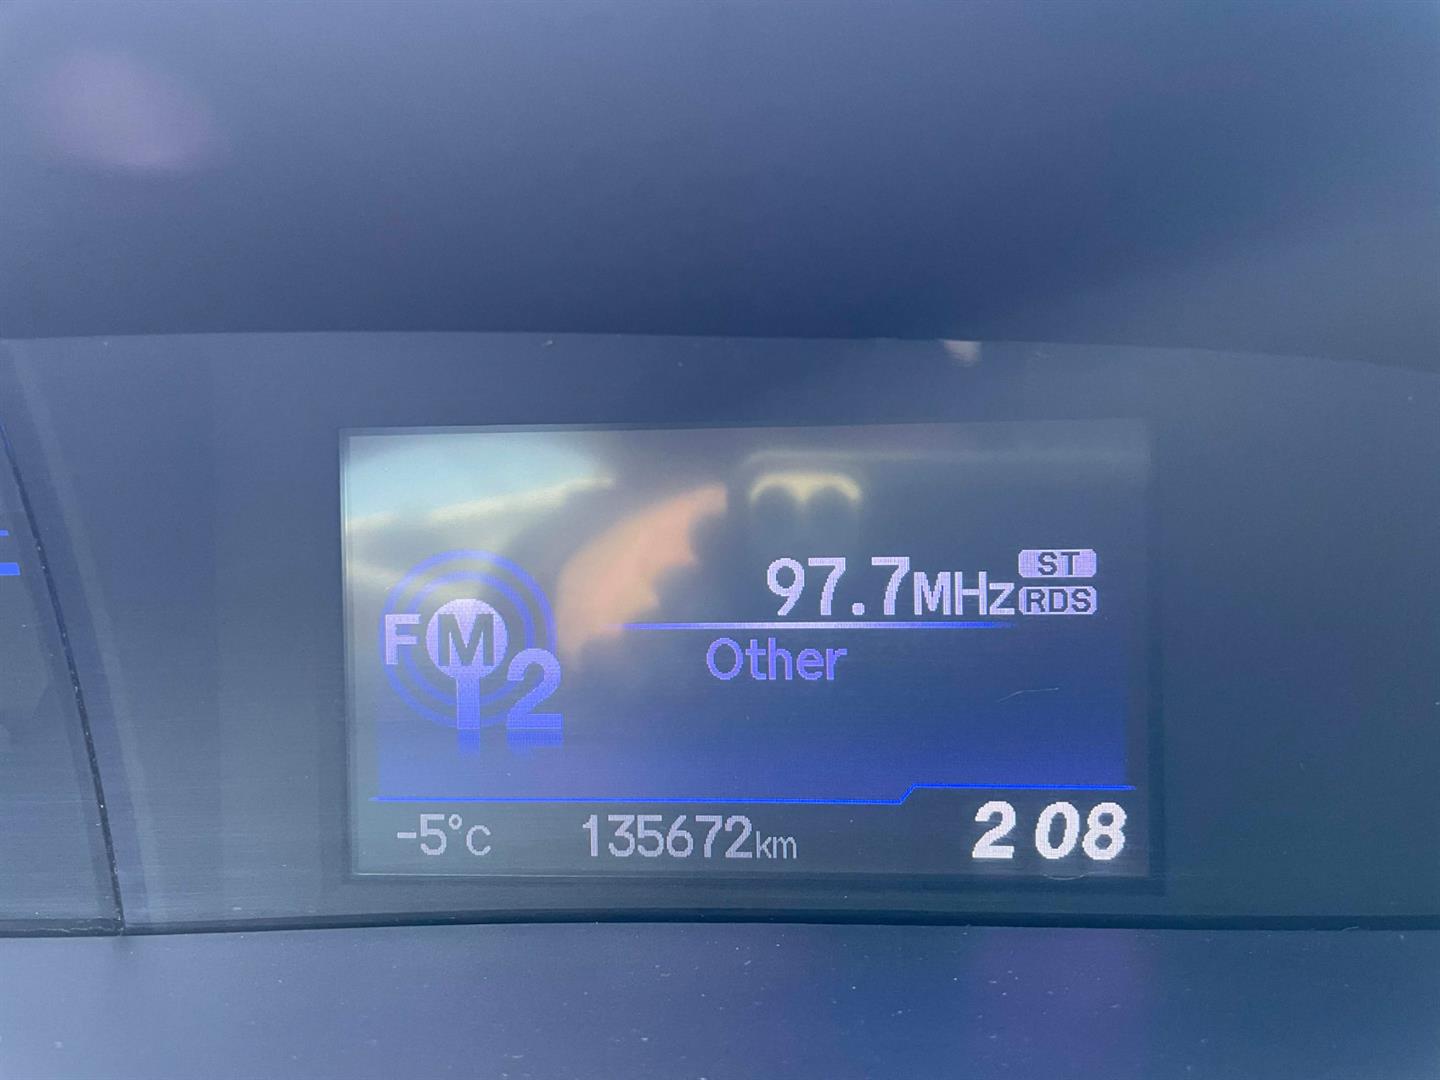 97.7MHz ST
RDS
FM
2
Other
-5°C 135672km 2 08